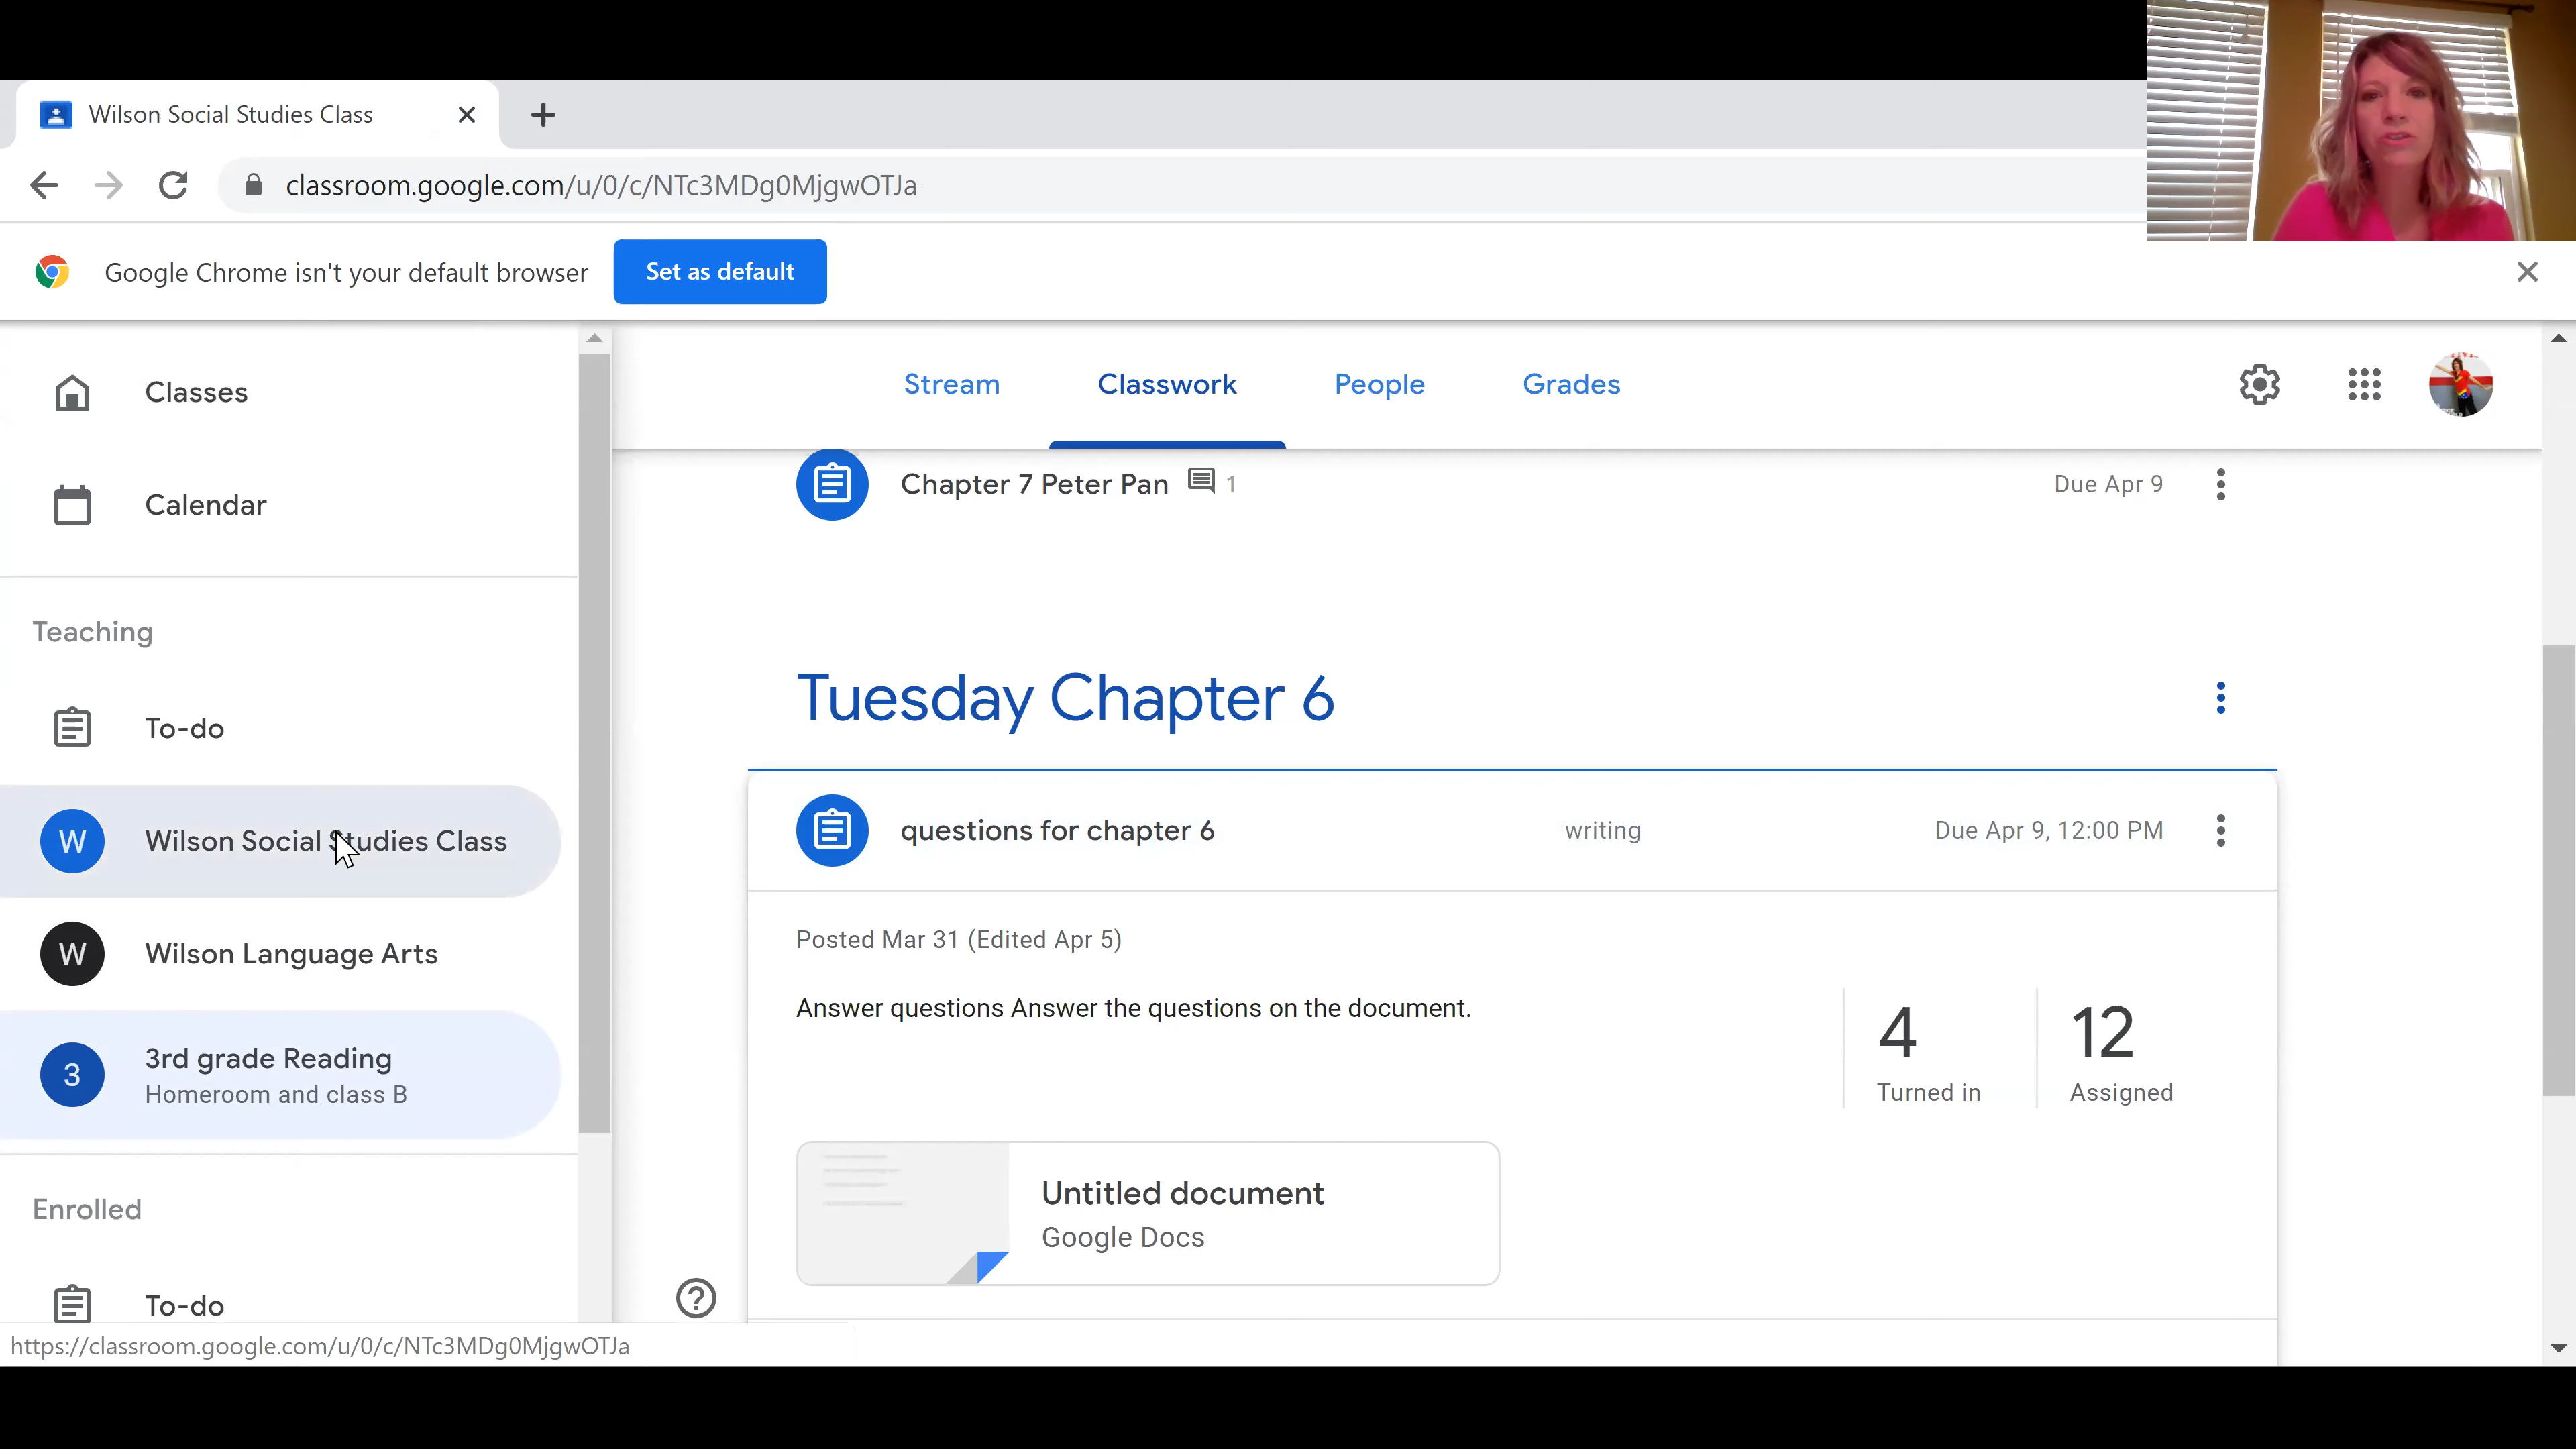 Wilson Social Studies Class
classroom.google.com/u/0/c/NTc3MDg0MjgwOTJa
Google Chrome isn't your default browser
Set as default
Classes
Calendar
Teaching
To-do
W
Wilson Social Studies Class
W
Wilson Language Arts
3
3rd grade Reading
Homeroom and class B
Enrolled
To-do
https://classroom.google.com/u/0/c/NTc3MDg0MjgwOTJa
Stream
Classwork
People
Grades
Chapter 7 Peter Pan
1
Due Apr 9
Tuesday Chapter 6
questions for chapter 6
writing
Due Apr 9, 12:00 PM
Posted Mar 31 (Edited Apr 5)
Answer questions Answer the questions on the document.
4
Turned in
12
Assigned
Untitled document
Google Docs